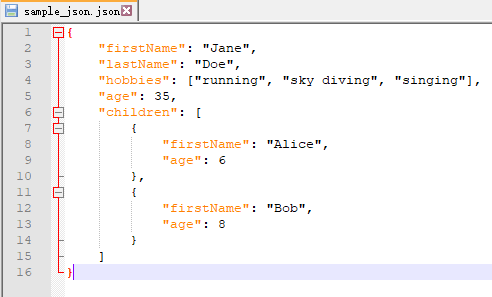 sample_json.json
1 {
2     "firstName": "Jane",
3     "lastName": "Doe",
4     "hobbies": ["running", "sky diving", "singing"],
5     "age": 35,
6     "children": [
7         {
8             "firstName": "Alice",
9             "age": 6
10         },
11         {
12             "firstName": "Bob",
13             "age": 8
14         }
15     ]
16 }